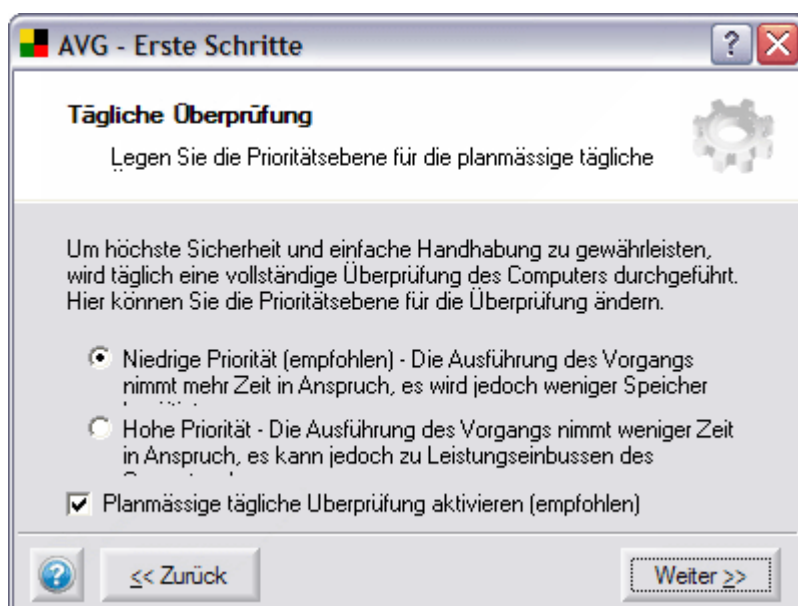 AVG - Erste Schritte
Tägliche Überprüfung
Legen Sie die Prioritätsebene für die planmässige tägliche
Um höchste Sicherheit und einfache Handhabung zu gewährleisten,
wird täglich eine vollständige Überprüfung des Computers durchgeführt.
Hier können Sie die Prioritätsebene für die Überprüfung ändern.
Niedrige Priorität (empfohlen) - Die Ausführung des Vorgangs
nimmt mehr Zeit in Anspruch, es wird jedoch weniger Speicher
Hohe Priorität - Die Ausführung des Vorgangs nimmt weniger Zeit
in Anspruch, es kann jedoch zu Leistungseinbussen des
Planmässige tägliche Uberprüfung aktivieren (empfohlen)
<< Zurück
Weiter >>